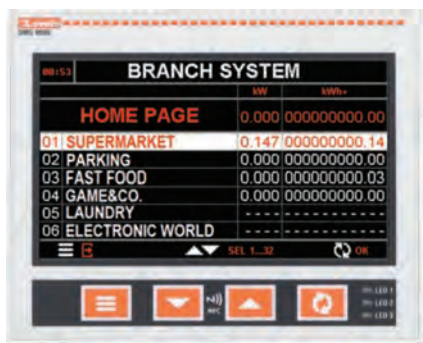 Lovato
00:53 BRANCH SYSTEM
kW kWh+
HOME PAGE 0.000 000000000.00
01 SUPERMARKET 0.147 000000000.14
02 PARKING 0.000 000000000.00
03 FAST FOOD 0.000 000000000.03
04 GAME&CO. 0.000 000000000.00
05 LAUNDRY ---- ---------
06 ELECTRONIC WORLD ---- ---------
SEL 1...32 OK
NFC
LED 1
LED 2
LED 3